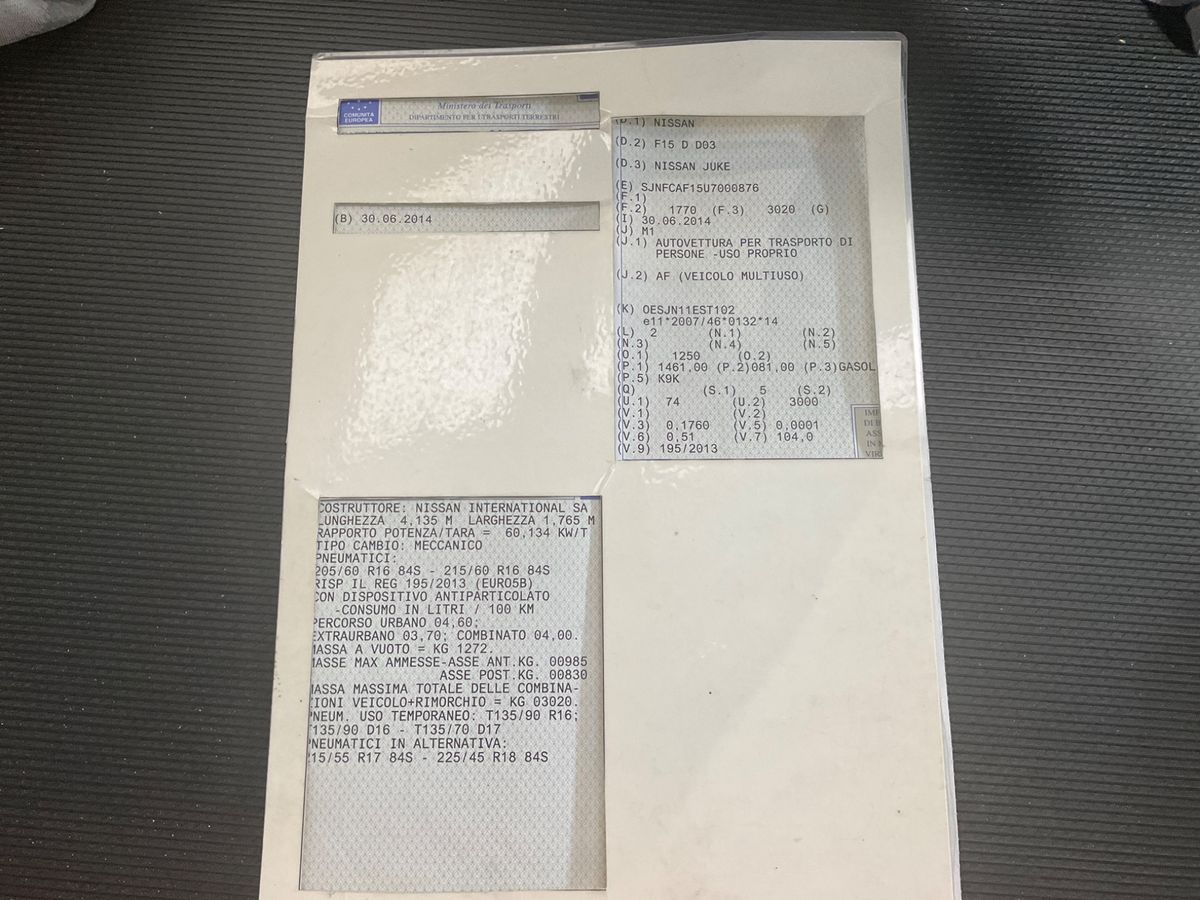 COMUNITA
EUROPEA
Ministero dei Trasporti
DIPARTIMENTO PER I TRASPORTI TERRESTRI
(B) 30.06.2014
(D.1) NISSAN
(D.2) F15 D D03
(D.3) NISSAN JUKE
(E) SJNFCAF15U7000876
(F.1)
(F.2) 1770 (F.3) 3020 (G)
(I) 30.06.2014
(J) M1
(J.1) AUTOVETTURA PER TRASPORTO DI
PERSONE -USO PROPRIO
(J.2) AF (VEICOLO MULTIUSO)
(K) OESJN11EST102
e11*2007/46*0132*14
(L) 2 (N.1) (N.2)
(N.3) (N.4) (N.5)
(O.1) 1250 (O.2)
(P.1) 1461,00 (P.2)081,00 (P.3)GASOL
(P.5) K9K
(Q) (S.1) 5 (S.2)
(U.1) 74 (U.2) 3000
(V.1) (V.2)
(V.3) 0.1760 (V.5) 0,0001
(V.6) 0,51 (V.7) 104,0
(V.9) 195/2013
COSTRUTTORE: NISSAN INTERNATIONAL SA
LUNGHEZZA 4,135 M LARGHEZZA 1,765 M
RAPPORTO POTENZA/TARA = 60,134 KW/T
TIPO CAMBIO: MECCANICO
PNEUMATICI:
205/60 R16 84S - 215/60 R16 84S
RISP IL REG 195/2013 (EURO5B)
CON DISPOSITIVO ANTIPARTICOLATO
-CONSUMO IN LITRI / 100 KM
PERCORSO URBANO 04,60;
EXTRAURBANO 03,70; COMBINATO 04,00.
MASSA A VUOTO = KG 1272.
MASSE MAX AMMESSE-ASSE ANT.KG. 00985
ASSE POST.KG. 00830
MASSA MASSIMA TOTALE DELLE COMBINA-
ZIONI VEICOLO+RIMORCHIO = KG 03020.
PNEUM. USO TEMPORANEO: T135/90 R16;
T135/90 D16 - T135/70 D17
PNEUMATICI IN ALTERNATIVA:
215/55 R17 84S - 225/45 R18 84S